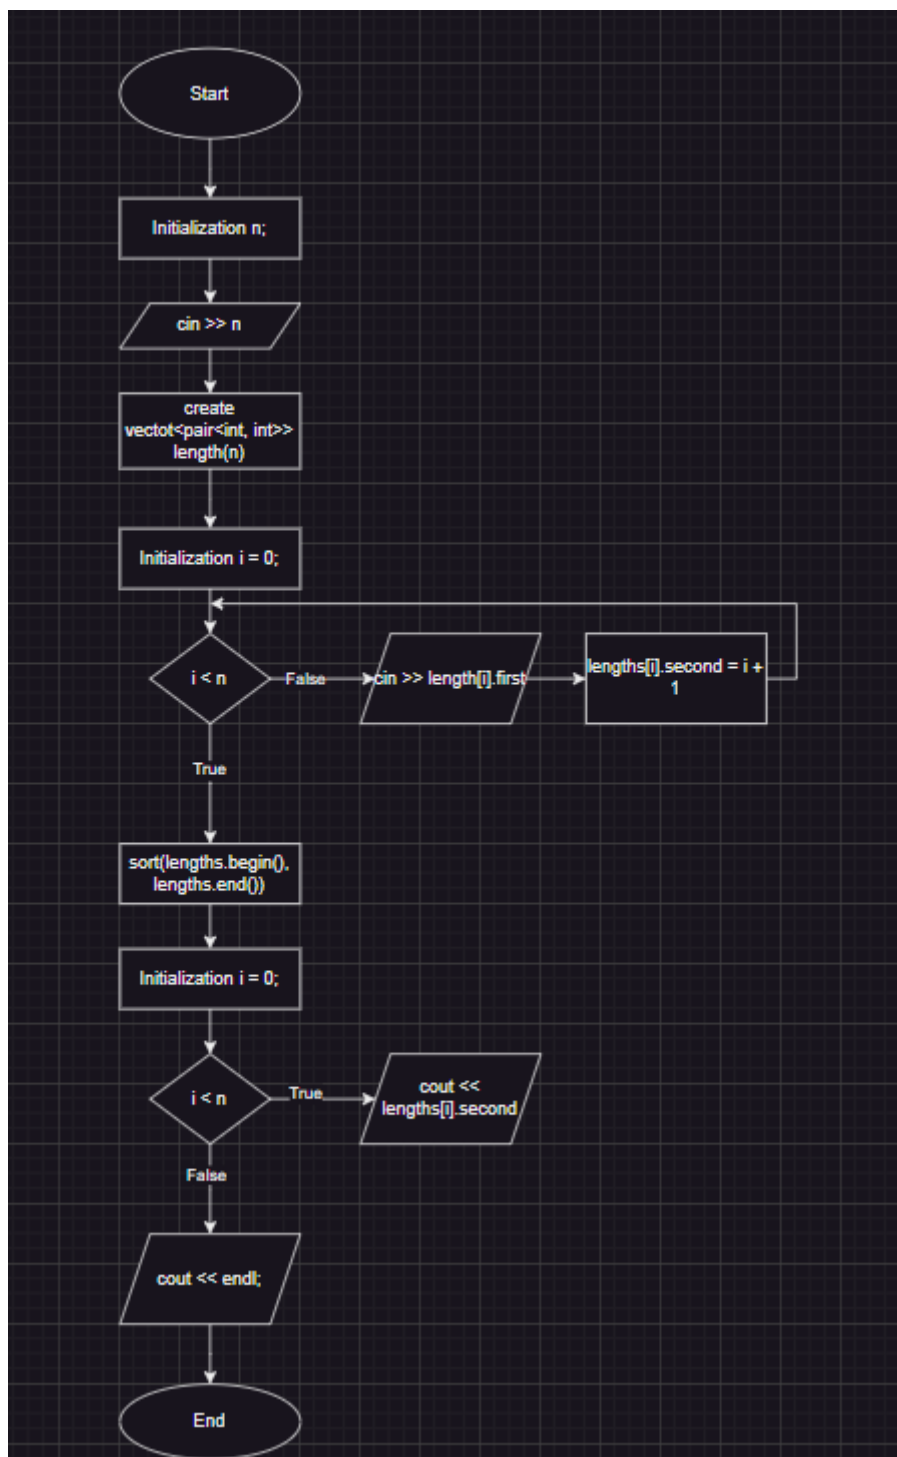 Start
Initialization n;
cin >> n
create
vectot<pair<int, int>>
length(n)
Initialization i = 0;
i < n
False
cin >> length[i].first
lengths[i].second = i +
1
True
sort(lengths.begin(),
lengths.end())
Initialization i = 0;
i < n
True
cout <<
lengths[i].second
False
cout << endl;
End